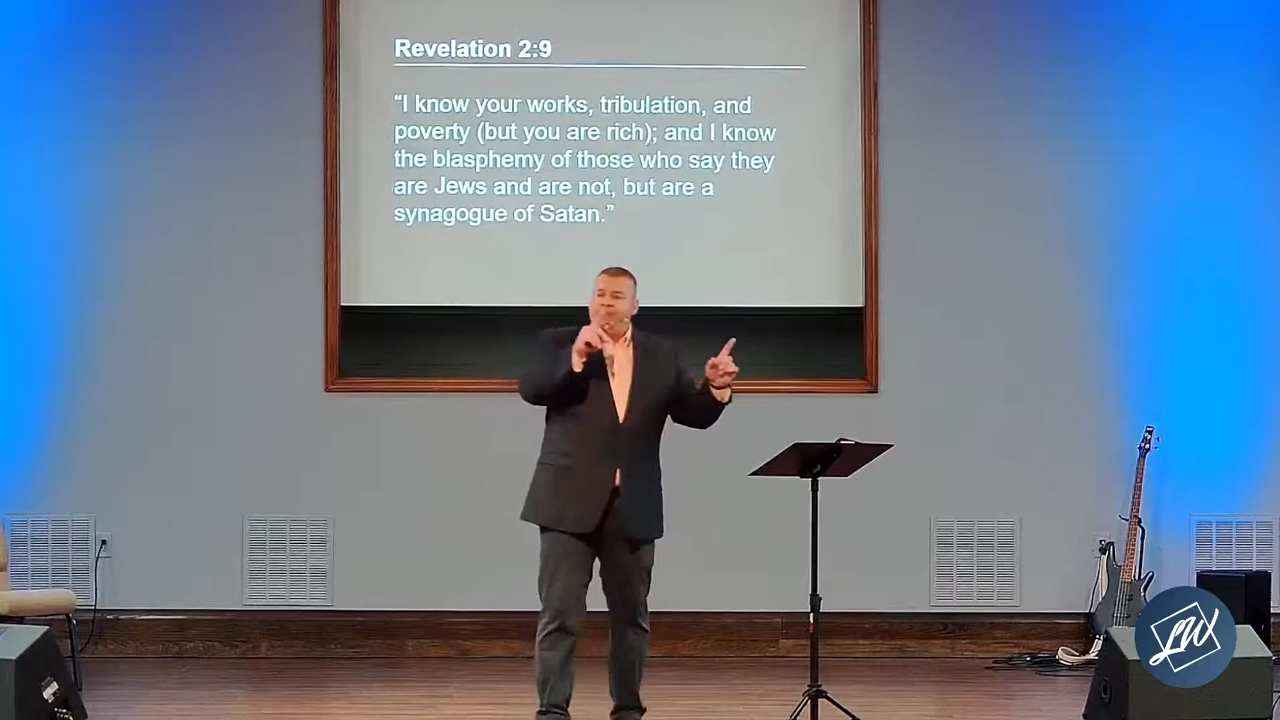 Revelation 2:9
“I know your works, tribulation, and
poverty (but you are rich); and I know
the blasphemy of those who say they
are Jews and are not, but are a
synagogue of Satan.”
LW